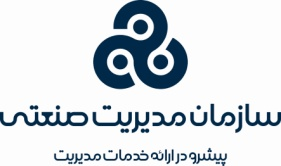 سازمان مدیریت صنعتی
پیشرو در ارائه خدمات مدیریت